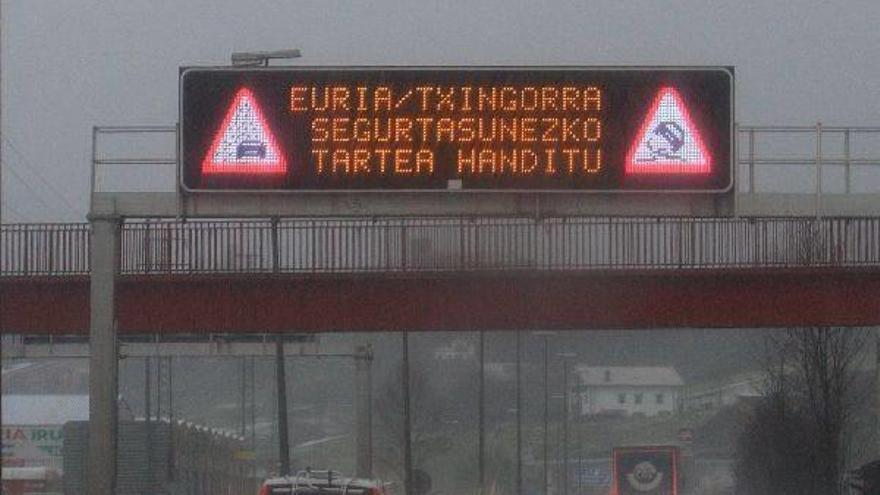 EURIA/TXINGORRA
SEGURTASUNEZKO
TARTEA HANDITU